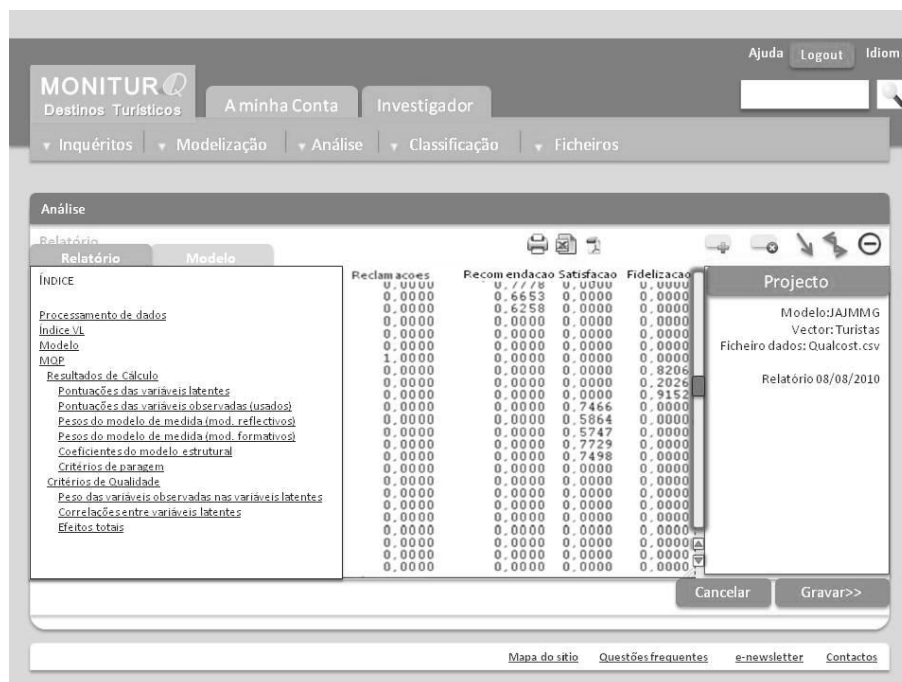 Ajuda Logout Idiom
MONITURQ
Destinos Turísticos
A minha Conta Investigador
Inquéritos Modelização Análise Classificação Ficheiros
Análise
Relatório
Relatório Modelo
ÍNDICE
Processamento de dados
Índice VL
Modelo
MQP
Resultados de Cálculo
Pontuações das variáveis latentes
Pontuações das variáveis observadas (usados)
Pesos do modelo de medida (mod. reflectivos)
Pesos do modelo de medida (mod. formativos)
Coeficientes do modelo estrutural
Critérios de paragem
Critérios de Qualidade
Peso das variáveis observadas nas variáveis latentes
Correlações entre variáveis latentes
Efeitos totais
Reclamacoes Recomendacao Satisfacao Fidelizacao
0,0000 0,7778 0,0000 0,0000
0,0000 0,6653 0,0000 0,0000
0,0000 0,6258 0,0000 0,0000
0,0000 0,0000 0,0000 0,0000
0,0000 0,0000 0,0000 0,0000
0,0000 0,0000 0,0000 0,0000
1,0000 0,0000 0,0000 0,0000
0,0000 0,0000 0,0000 0,8206
0,0000 0,0000 0,0000 0,2026
0,0000 0,0000 0,0000 0,9152
0,0000 0,0000 0,7466 0,0000
0,0000 0,0000 0,5864 0,0000
0,0000 0,0000 0,5747 0,0000
0,0000 0,0000 0,7729 0,0000
0,0000 0,0000 0,7498 0,0000
0,0000 0,0000 0,0000 0,0000
0,0000 0,0000 0,0000 0,0000
0,0000 0,0000 0,0000 0,0000
0,0000 0,0000 0,0000 0,0000
0,0000 0,0000 0,0000 0,0000
0,0000 0,0000 0,0000 0,0000
0,0000 0,0000 0,0000 0,0000
0,0000 0,0000 0,0000 0,0000
0,0000 0,0000 0,0000 0,0000
Projecto
Modelo:JAJMMG
Vector: Turistas
Ficheiro dados: Qualcost.csv
Relatório 08/08/2010
Cancelar Gravar>>
Mapa do sítio Questões frequentes e-newsletter Contactos